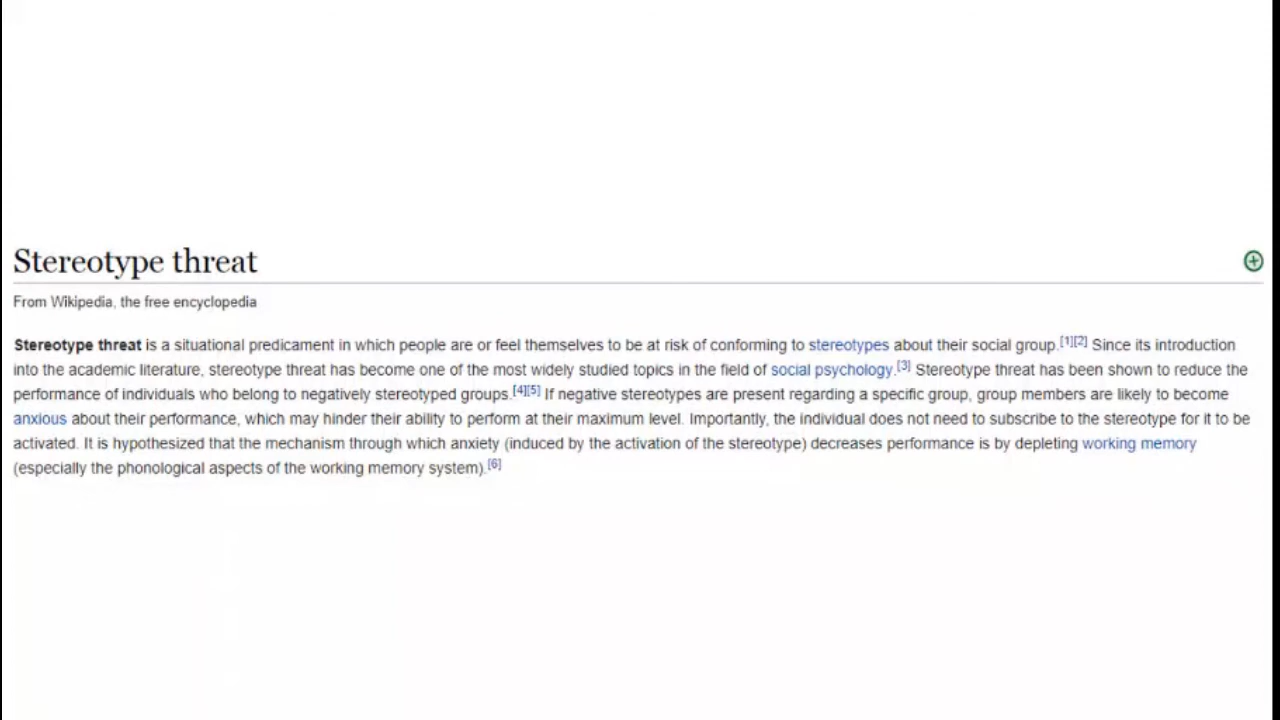 Stereotype threat
From Wikipedia, the free encyclopedia
Stereotype threat is a situational predicament in which people are or feel themselves to be at risk of conforming to stereotypes about their social group.[1][2] Since its introduction
into the academic literature, stereotype threat has become one of the most widely studied topics in the field of social psychology.[3] Stereotype threat has been shown to reduce the
performance of individuals who belong to negatively stereotyped groups.[4][5] If negative stereotypes are present regarding a specific group, group members are likely to become
anxious about their performance, which may hinder their ability to perform at their maximum level. Importantly, the individual does not need to subscribe to the stereotype for it to be
activated. It is hypothesized that the mechanism through which anxiety (induced by the activation of the stereotype) decreases performance is by depleting working memory
(especially the phonological aspects of the working memory system).[6]